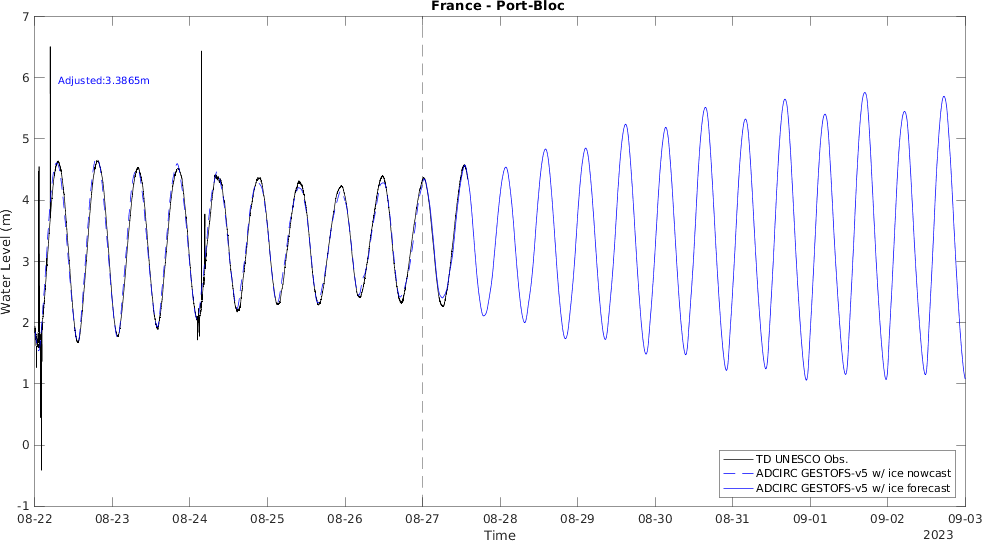 France - Port-Bloc
Water Level (m)
7
6
5
4
3
2
1
0
-1
Adjusted:3.3865m
TD UNESCO Obs.
ADCIRC GESTOFS-v5 w/ ice nowcast
ADCIRC GESTOFS-v5 w/ ice forecast
08-22 08-23 08-24 08-25 08-26 08-27 08-28 08-29 08-30 08-31 09-01 09-02 09-03
Time
2023